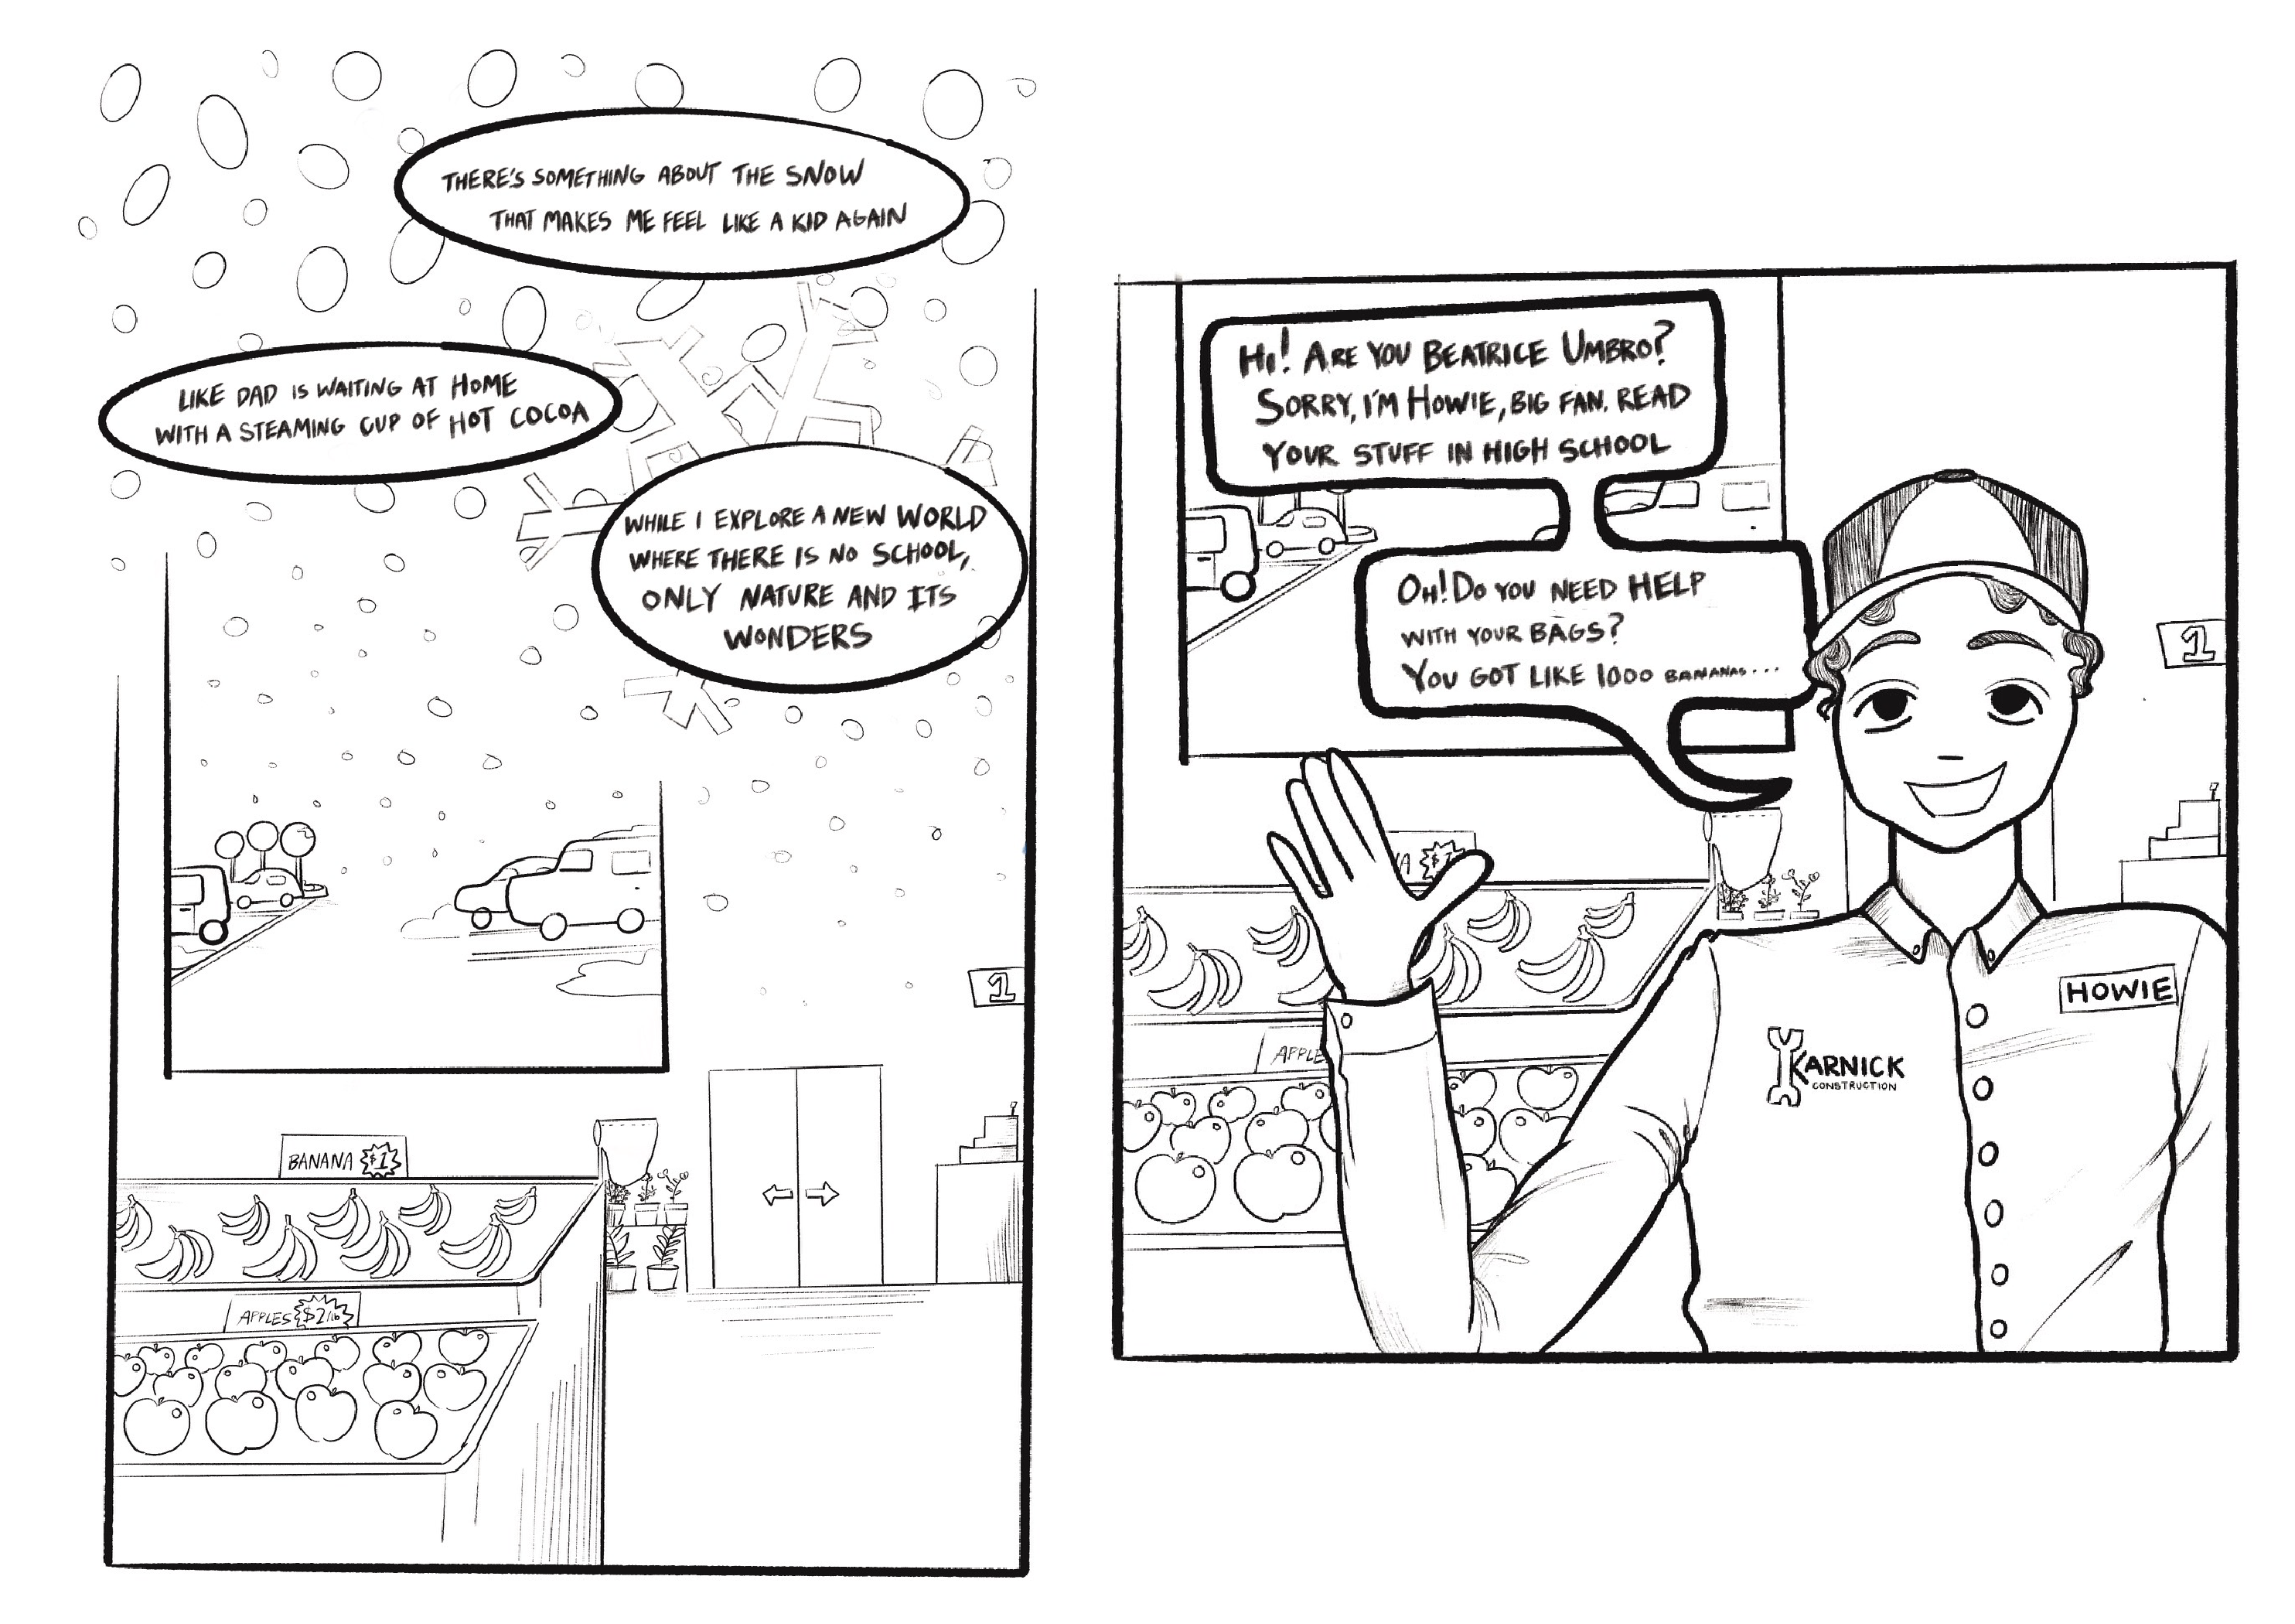 THERE'S SOMETHING ABOUT THE SNOW
THAT MAKES ME FEEL LIKE A KID AGAIN
LIKE DAD IS WAITING AT HOME
WITH A STEAMING CUP OF HOT COCOA
WHILE I EXPLORE A NEW WORLD
WHERE THERE IS NO SCHOOL,
ONLY NATURE AND ITS
WONDERS
1
BANANA $1
APPLES $2/lb
HI! ARE YOU BEATRICE UMBRO?
SORRY, I'M HOWIE, BIG FAN. READ
YOUR STUFF IN HIGH SCHOOL
OH! DO YOU NEED HELP
WITH YOUR BAGS?
YOU GOT LIKE 1000 BANANAS...
1
A $1
APPLE
HOWIE
KARNICK
CONSTRUCTION